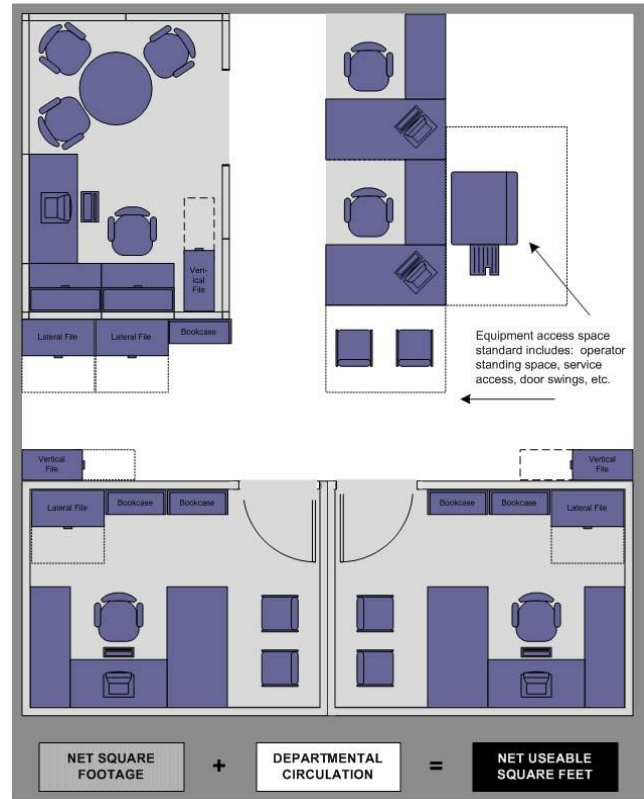 Vert-
ical
File
Lateral File
Lateral File
Bookcase
Equipment access space
standard includes: operator
standing space, service
access, door swings, etc.
Vertical
File
Vertical
File
Lateral File
Bookcase
Bookcase
Bookcase
Bookcase
Lateral File
NET SQUARE
FOOTAGE
+
DEPARTMENTAL
CIRCULATION
=
NET USEABLE
SQUARE FEET